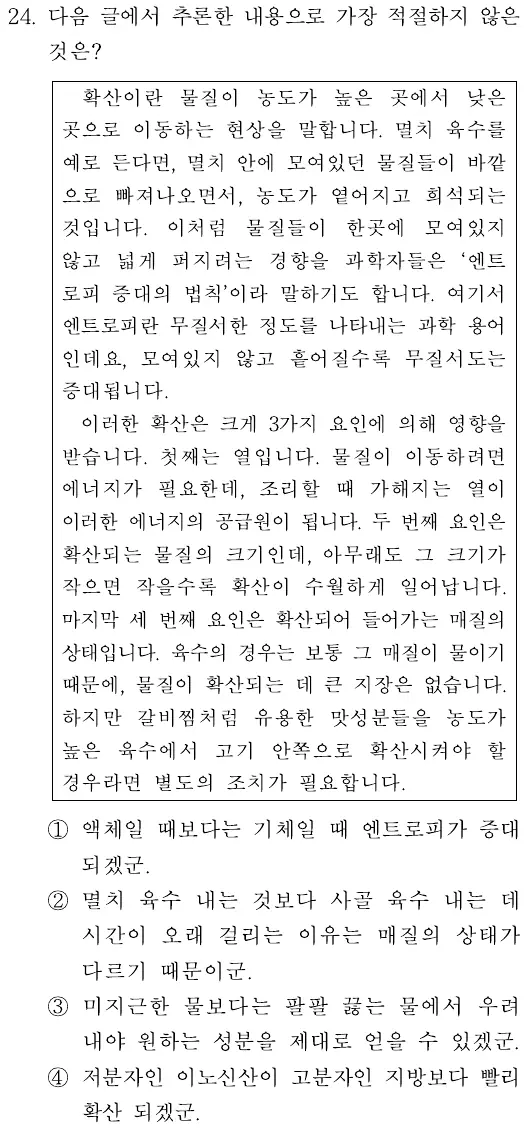 24. 다음 글에서 추론한 내용으로 가장 적절하지 않은
것은?
확산이란 물질이 농도가 높은 곳에서 낮은
곳으로 이동하는 현상을 말합니다. 멸치 육수를
예로 든다면, 멸치 안에 모여있던 물질들이 바깥
으로 빠져나오면서, 농도가 옅어지고 희석되는
것입니다. 이처럼 물질들이 한곳에 모여있지
않고 넓게 퍼지려는 경향을 과학자들은 ‘엔트
로피 증대의 법칙’이라 말하기도 합니다. 여기서
엔트로피란 무질서한 정도를 나타내는 과학 용어
인데요, 모여있지 않고 흩어질수록 무질서도는
증대됩니다.
이러한 확산은 크게 3가지 요인에 의해 영향을
받습니다. 첫째는 열입니다. 물질이 이동하려면
에너지가 필요한데, 조리할 때 가해지는 열이
이러한 에너지의 공급원이 됩니다. 두 번째 요인은
확산되는 물질의 크기인데, 아무래도 그 크기가
작으면 작을수록 확산이 수월하게 일어납니다.
마지막 세 번째 요인은 확산되어 들어가는 매질의
상태입니다. 육수의 경우는 보통 그 매질이 물이기
때문에, 물질이 확산되는 데 큰 지장은 없습니다.
하지만 갈비찜처럼 유용한 맛성분들을 농도가
높은 육수에서 고기 안쪽으로 확산시켜야 할
경우라면 별도의 조치가 필요합니다.
① 액체일 때보다는 기체일 때 엔트로피가 증대
되겠군.
② 멸치 육수 내는 것보다 사골 육수 내는 데
시간이 오래 걸리는 이유는 매질의 상태가
다르기 때문이군.
③ 미지근한 물보다는 팔팔 끓는 물에서 우려
내야 원하는 성분을 제대로 얻을 수 있겠군.
④ 저분자인 이노신산이 고분자인 지방보다 빨리
확산 되겠군.